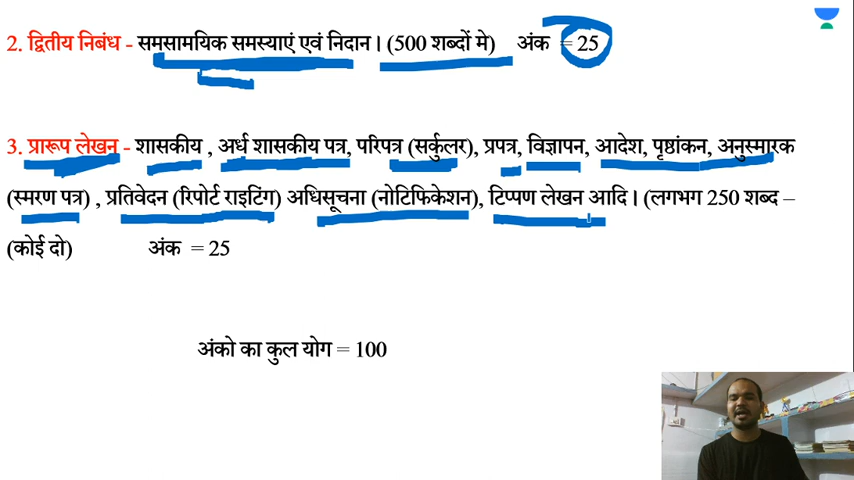 2. द्वितीय निबंध - समसामयिक समस्याएं एवं निदान। (500 शब्दों मे) अंक = 25
3. प्रारूप लेखन - शासकीय , अर्ध शासकीय पत्र, परिपत्र (सर्कुलर), प्रपत्र, विज्ञापन, आदेश, पृष्ठांकन, अनुस्मारक
(स्मरण पत्र) , प्रतिवेदन (रिपोर्ट राइटिंग) अधिसूचना (नोटिफिकेशन), टिप्पण लेखन आदि। (लगभग 250 शब्द –
(कोई दो) अंक = 25
अंको का कुल योग = 100